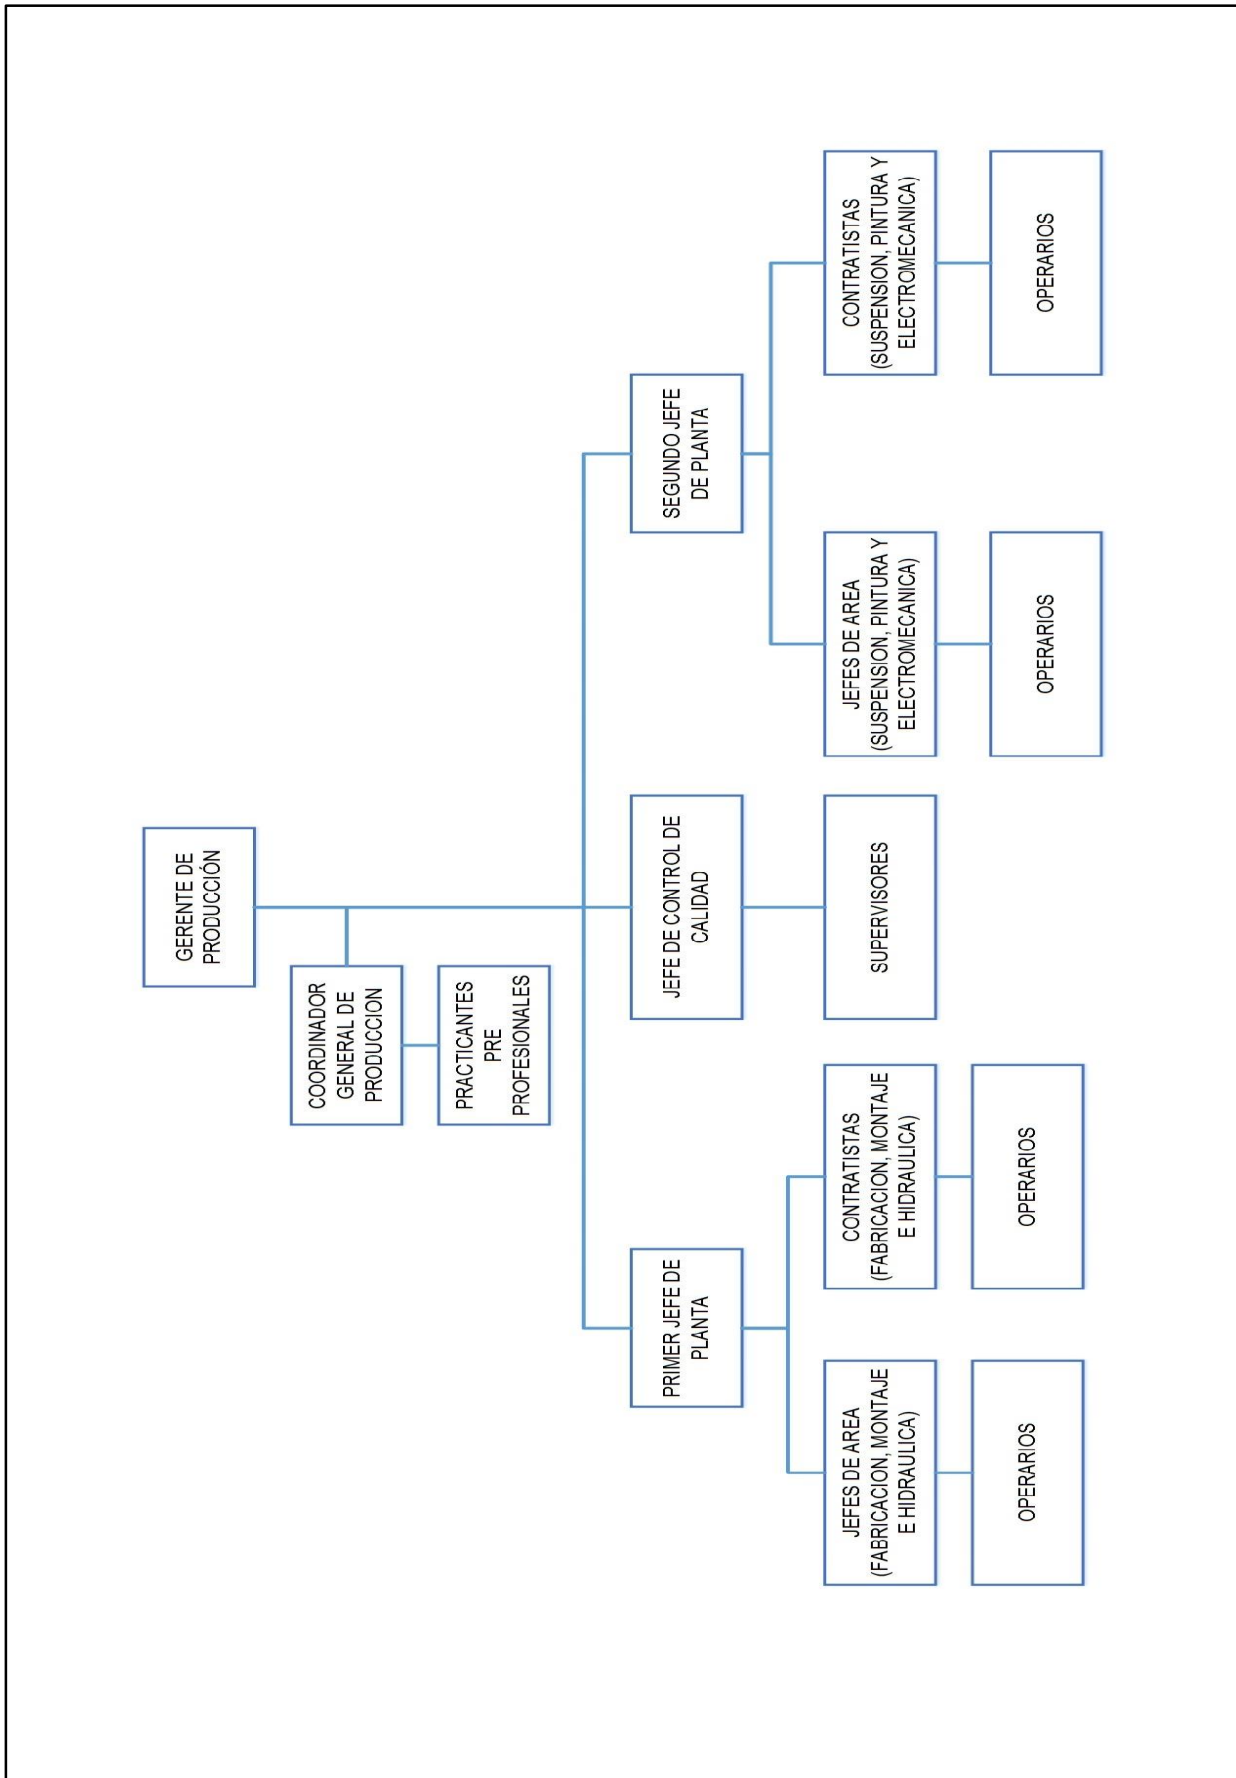 GERENTE DE
PRODUCCIÓN
COORDINADOR
GENERAL DE
PRODUCCION
PRACTICANTES
PRE
PROFESIONALES
PRIMER JEFE DE
PLANTA
JEFE DE CONTROL DE
CALIDAD
SEGUNDO JEFE
DE PLANTA
JEFES DE AREA
(FABRICACION, MONTAJE
E HIDRAULICA)
CONTRATISTAS
(FABRICACION, MONTAJE
E HIDRAULICA)
SUPERVISORES
JEFES DE AREA
(SUSPENSION, PINTURA Y
ELECTROMECANICA)
CONTRATISTAS
(SUSPENSION, PINTURA Y
ELECTROMECANICA)
OPERARIOS
OPERARIOS
OPERARIOS
OPERARIOS